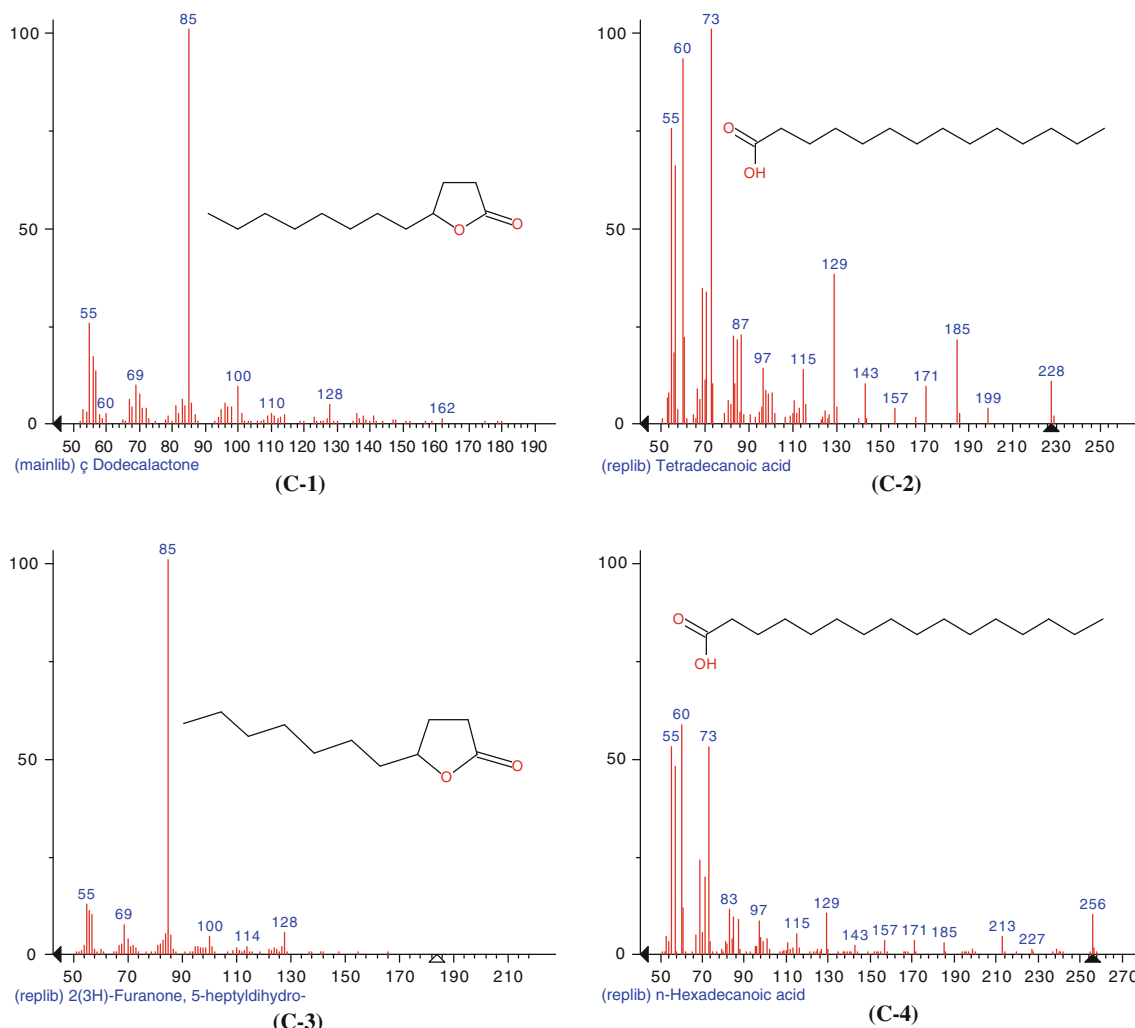 100
50
0
85
55
60
69
100
110
128
162
O
O
50 60 70 80 90 100 110 120 130 140 150 160 170 180 190
(mainlib) ç Dodecalactone
(C-1)
100
50
0
73
60
55
129
87
97
115
143
157
171
185
199
228
O
OH
50 70 90 110 130 150 170 190 210 230 250
(replib) Tetradecanoic acid
(C-2)
100
50
0
85
55
69
100
114
128
O
O
50 70 90 110 130 150 170 190 210
(replib) 2(3H)-Furanone, 5-heptyldihydro-
(C-3)
100
50
0
60
55
73
83
97
115
129
143
157
171
185
213
227
256
O
OH
50 70 90 110 130 150 170 190 210 230 250 270
(replib) n-Hexadecanoic acid
(C-4)